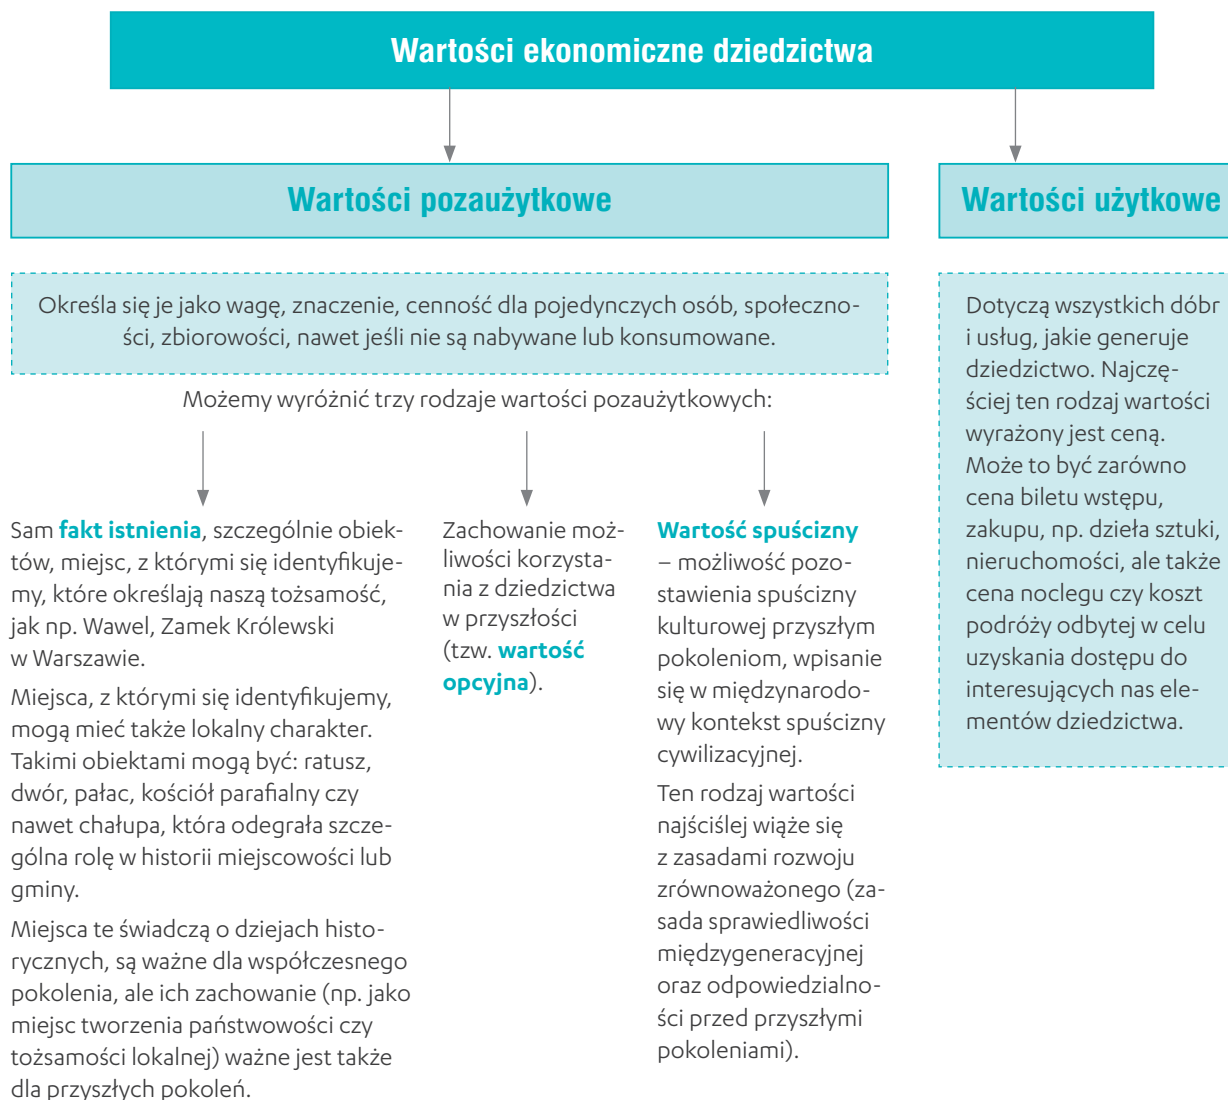 Wartości ekonomiczne dziedzictwa
Wartości pozaużytkowe
Określa się je jako wagę, znaczenie, cenność dla pojedynczych osób, społeczno-
ści, zbiorowości, nawet jeśli nie są nabywane lub konsumowane.
Możemy wyróżnić trzy rodzaje wartości pozaużytkowych:
Sam fakt istnienia, szczególnie obiek-
tów, miejsc, z którymi się identyfikuje-
my, które określają naszą tożsamość,
jak np. Wawel, Zamek Królewski
w Warszawie.
Miejsca, z którymi się identyfikujemy,
mogą mieć także lokalny charakter.
Takimi obiektami mogą być: ratusz,
dwór, pałac, kościół parafialny czy
nawet chałupa, która odegrała szcze-
gólna rolę w historii miejscowości lub
gminy.
Miejsca te świadczą o dziejach histo-
rycznych, są ważne dla współczesnego
pokolenia, ale ich zachowanie (np. jako
miejsc tworzenia państwowości czy
tożsamości lokalnej) ważne jest także
dla przyszłych pokoleń.
Zachowanie moż-
liwości korzysta-
nia z dziedzictwa
w przyszłości
(tzw. wartość
opcyjna).
Wartość spuścizny
– możliwość pozo-
stawienia spuścizny
kulturowej przyszłym
pokoleniom, wpisanie
się w międzynarodo-
wy kontekst spuścizny
cywilizacyjnej.
Ten rodzaj wartości
najściślej wiąże się
z zasadami rozwoju
zrównoważonego (za-
sada sprawiedliwości
międzygeneracyjnej
oraz odpowiedzialno-
ści przed przyszłymi
pokoleniami).
Wartości użytkowe
Dotyczą wszystkich dóbr
i usług, jakie generuje
dziedzictwo. Najczę-
ściej ten rodzaj wartości
wyrażony jest ceną.
Może to być zarówno
cena biletu wstępu,
zakupu, np. dzieła sztuki,
nieruchomości, ale także
cena noclegu czy koszt
podróży odbytej w celu
uzyskania dostępu do
interesujących nas ele-
mentów dziedzictwa.